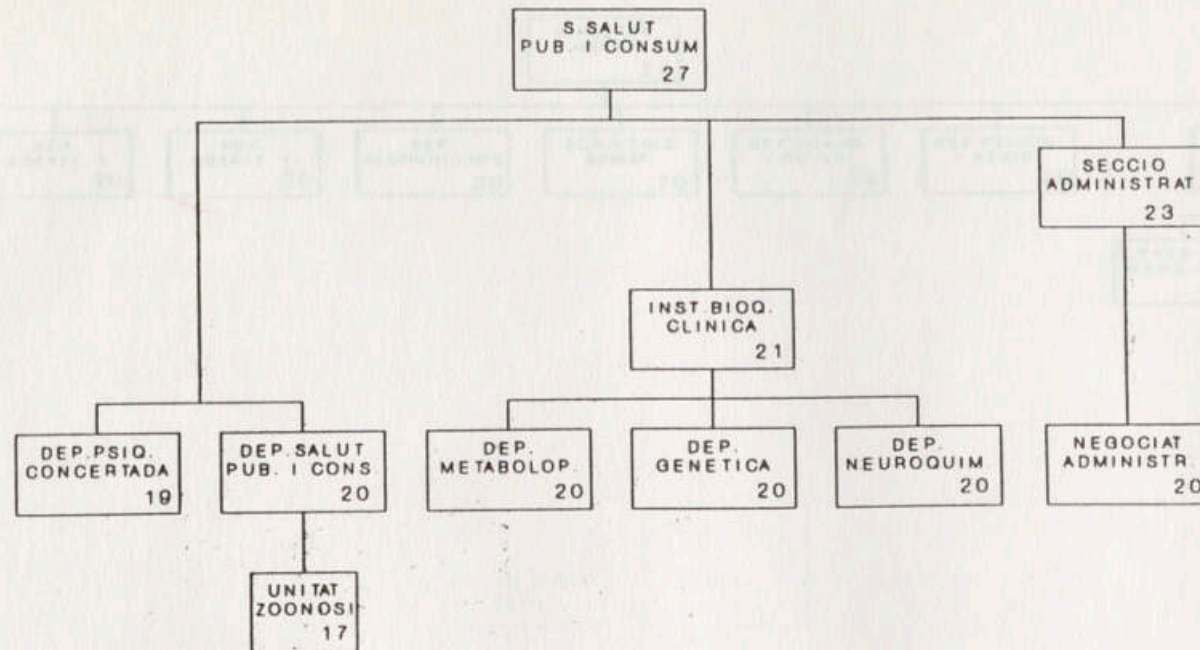 S.SALUT
PUB. I CONSUM
27
SECCIO
ADMINISTRAT
23
INST.BIOQ.
CLINICA
21
DEP.PSIQ.
CONCERTADA
19
DEP.SALUT
PUB. I CONS.
20
DEP.
METABOLOP.
20
DEP.
GENETICA
20
DEP.
NEUROQUIM.
20
NEGOCIAT
ADMINISTR.
20
UNITAT
ZOONOSI
17